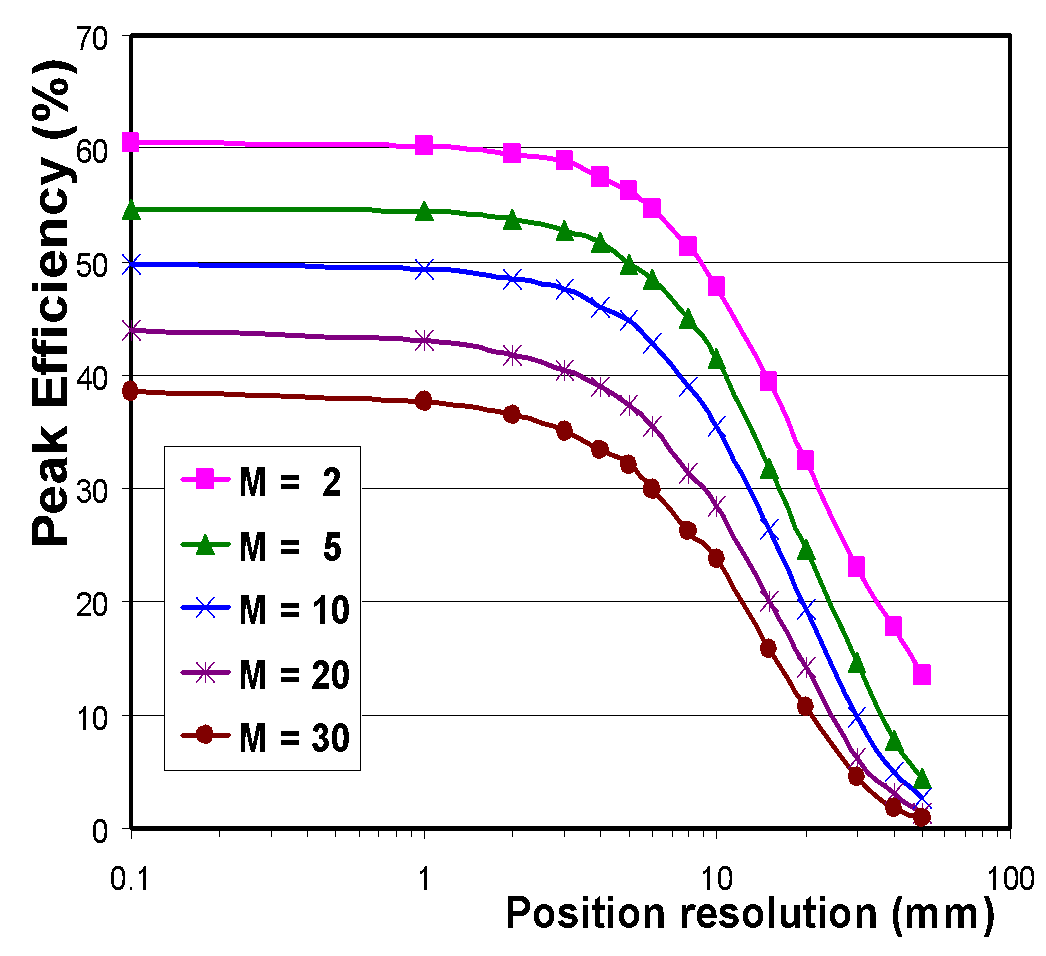 70
60
50
40
30
20
10
0
Peak Efficiency (%)
M = 2
M = 5
M = 10
M = 20
M = 30
0.1 1 10 100
Position resolution (mm)